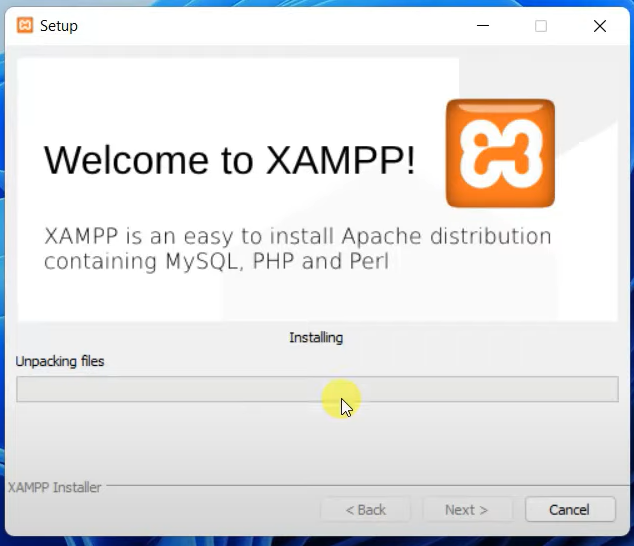 Setup
Welcome to XAMPP!
XAMPP is an easy to install Apache distribution
containing MySQL, PHP and Perl
Installing
Unpacking files
XAMPP Installer
< Back
Next >
Cancel